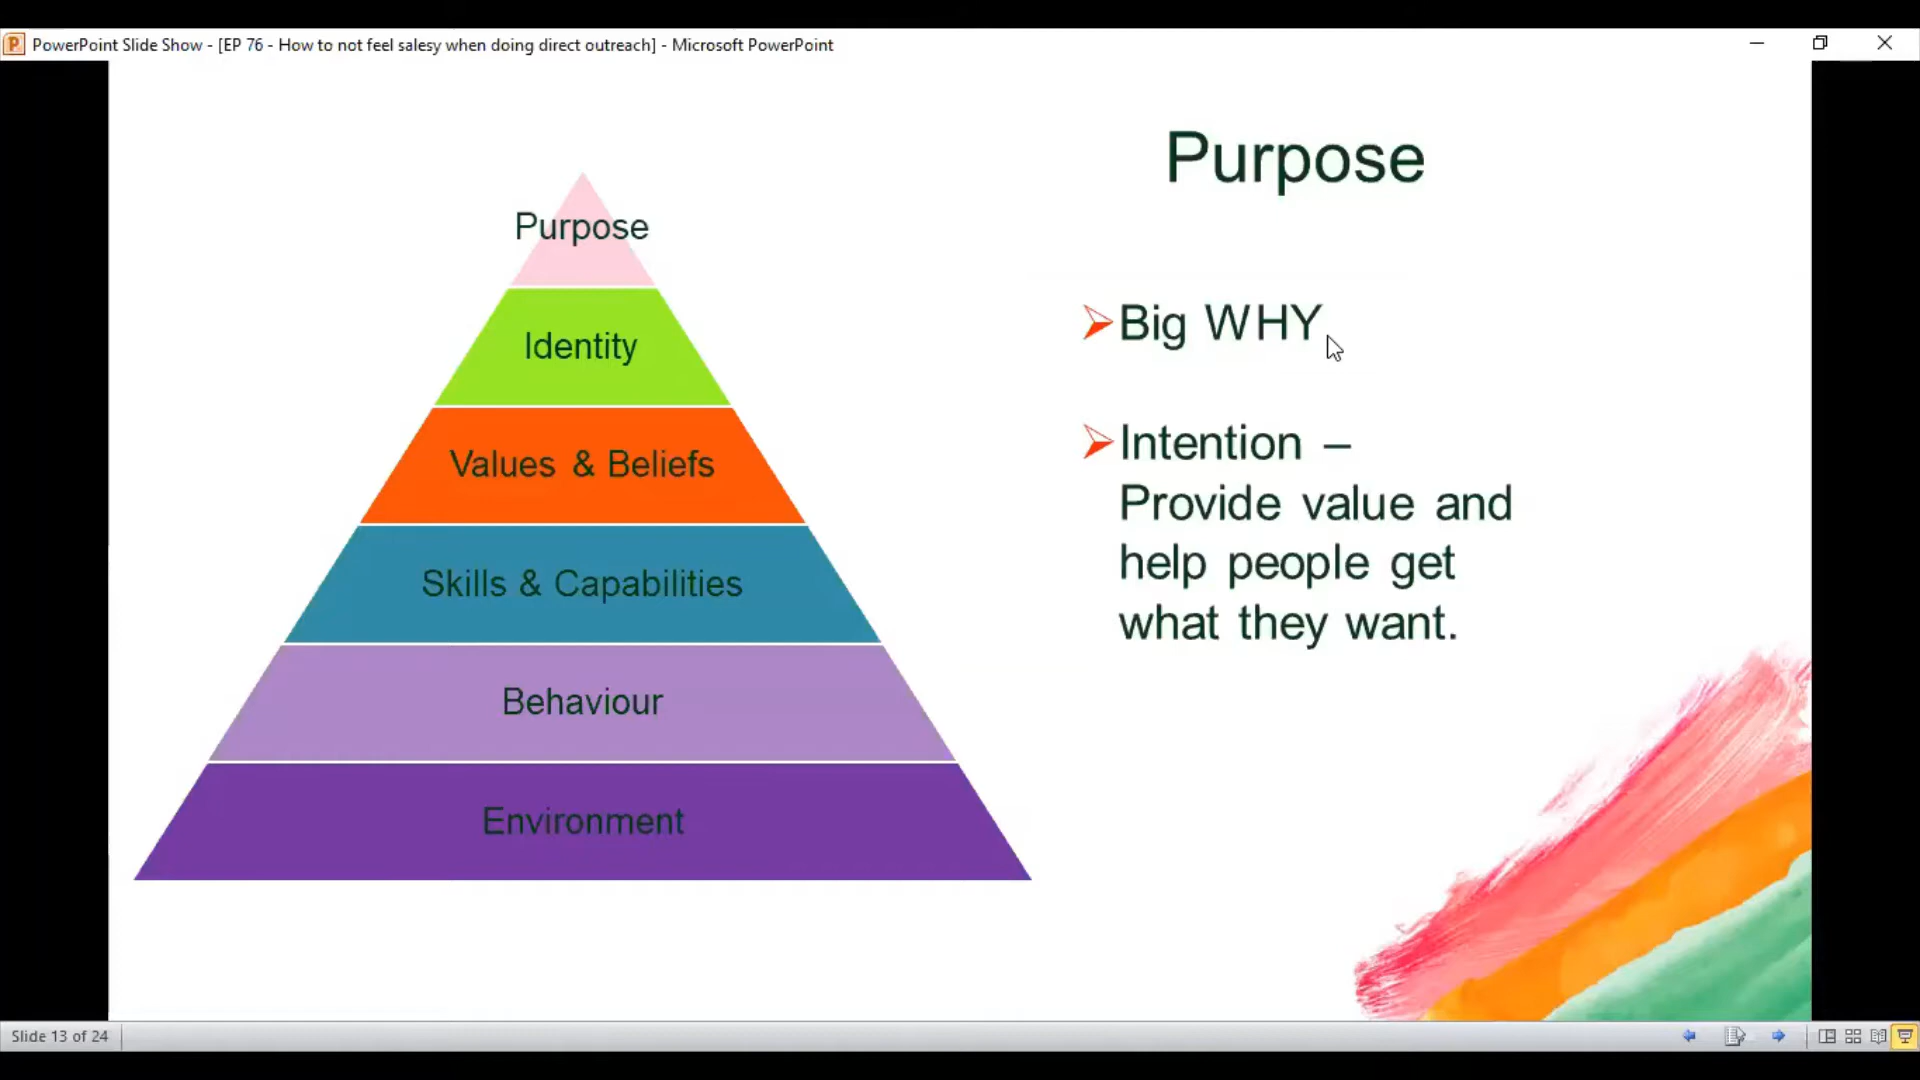 PowerPoint Slide Show - [EP 76 - How to not feel salesy when doing direct outreach] - Microsoft PowerPoint
Purpose
Identity
Values & Beliefs
Skills & Capabilities
Behaviour
Environment
Purpose
Big WHY
Intention –
Provide value and
help people get
what they want.
Slide 13 of 24